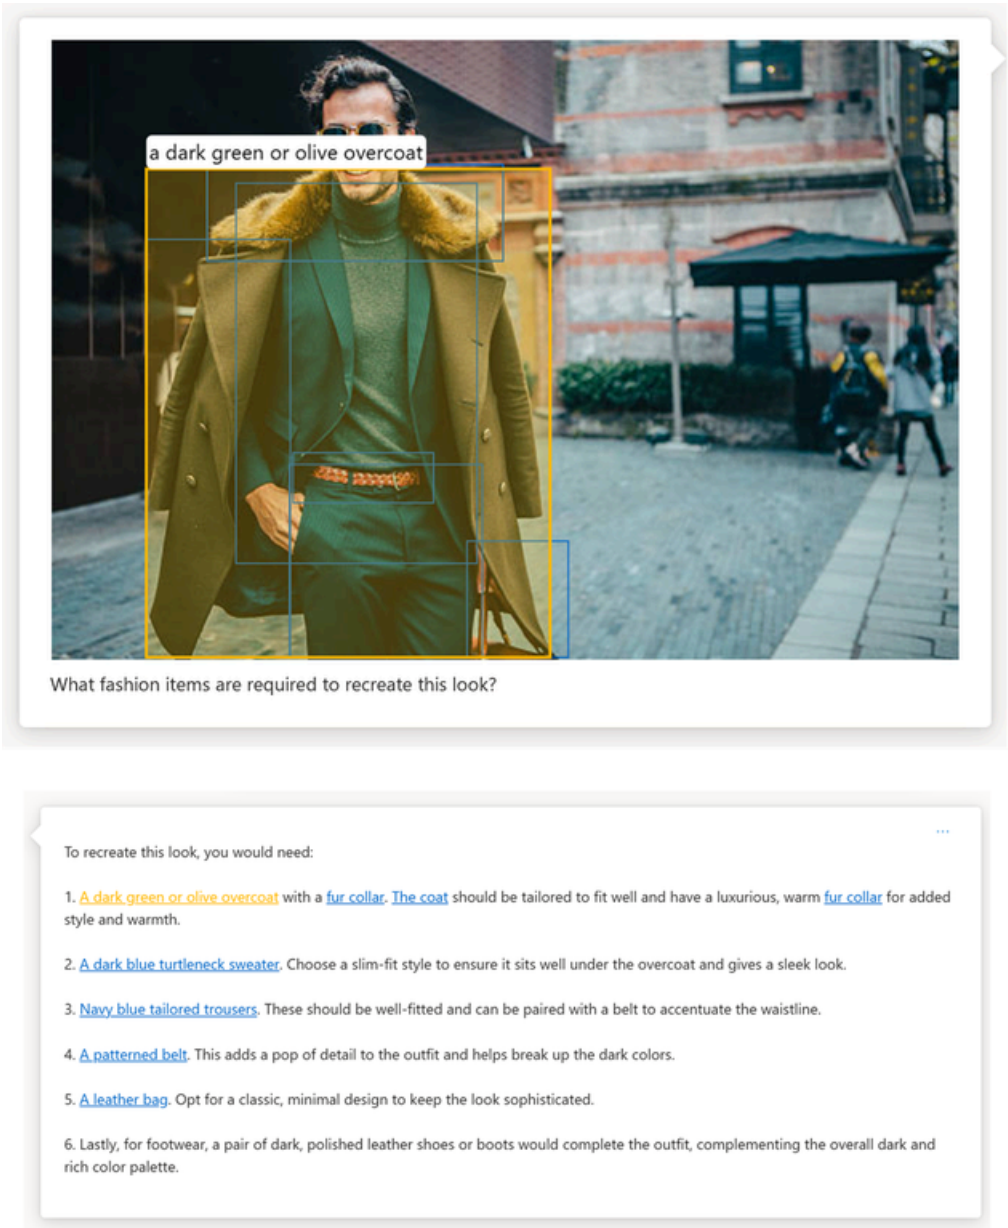 a dark green or olive overcoat
What fashion items are required to recreate this look?
...
To recreate this look, you would need:
1. A dark green or olive overcoat with a fur collar. The coat should be tailored to fit well and have a luxurious, warm fur collar for added
style and warmth.
2. A dark blue turtleneck sweater. Choose a slim-fit style to ensure it sits well under the overcoat and gives a sleek look.
3. Navy blue tailored trousers. These should be well-fitted and can be paired with a belt to accentuate the waistline.
4. A patterned belt. This adds a pop of detail to the outfit and helps break up the dark colors.
5. A leather bag. Opt for a classic, minimal design to keep the look sophisticated.
6. Lastly, for footwear, a pair of dark, polished leather shoes or boots would complete the outfit, complementing the overall dark and
rich color palette.